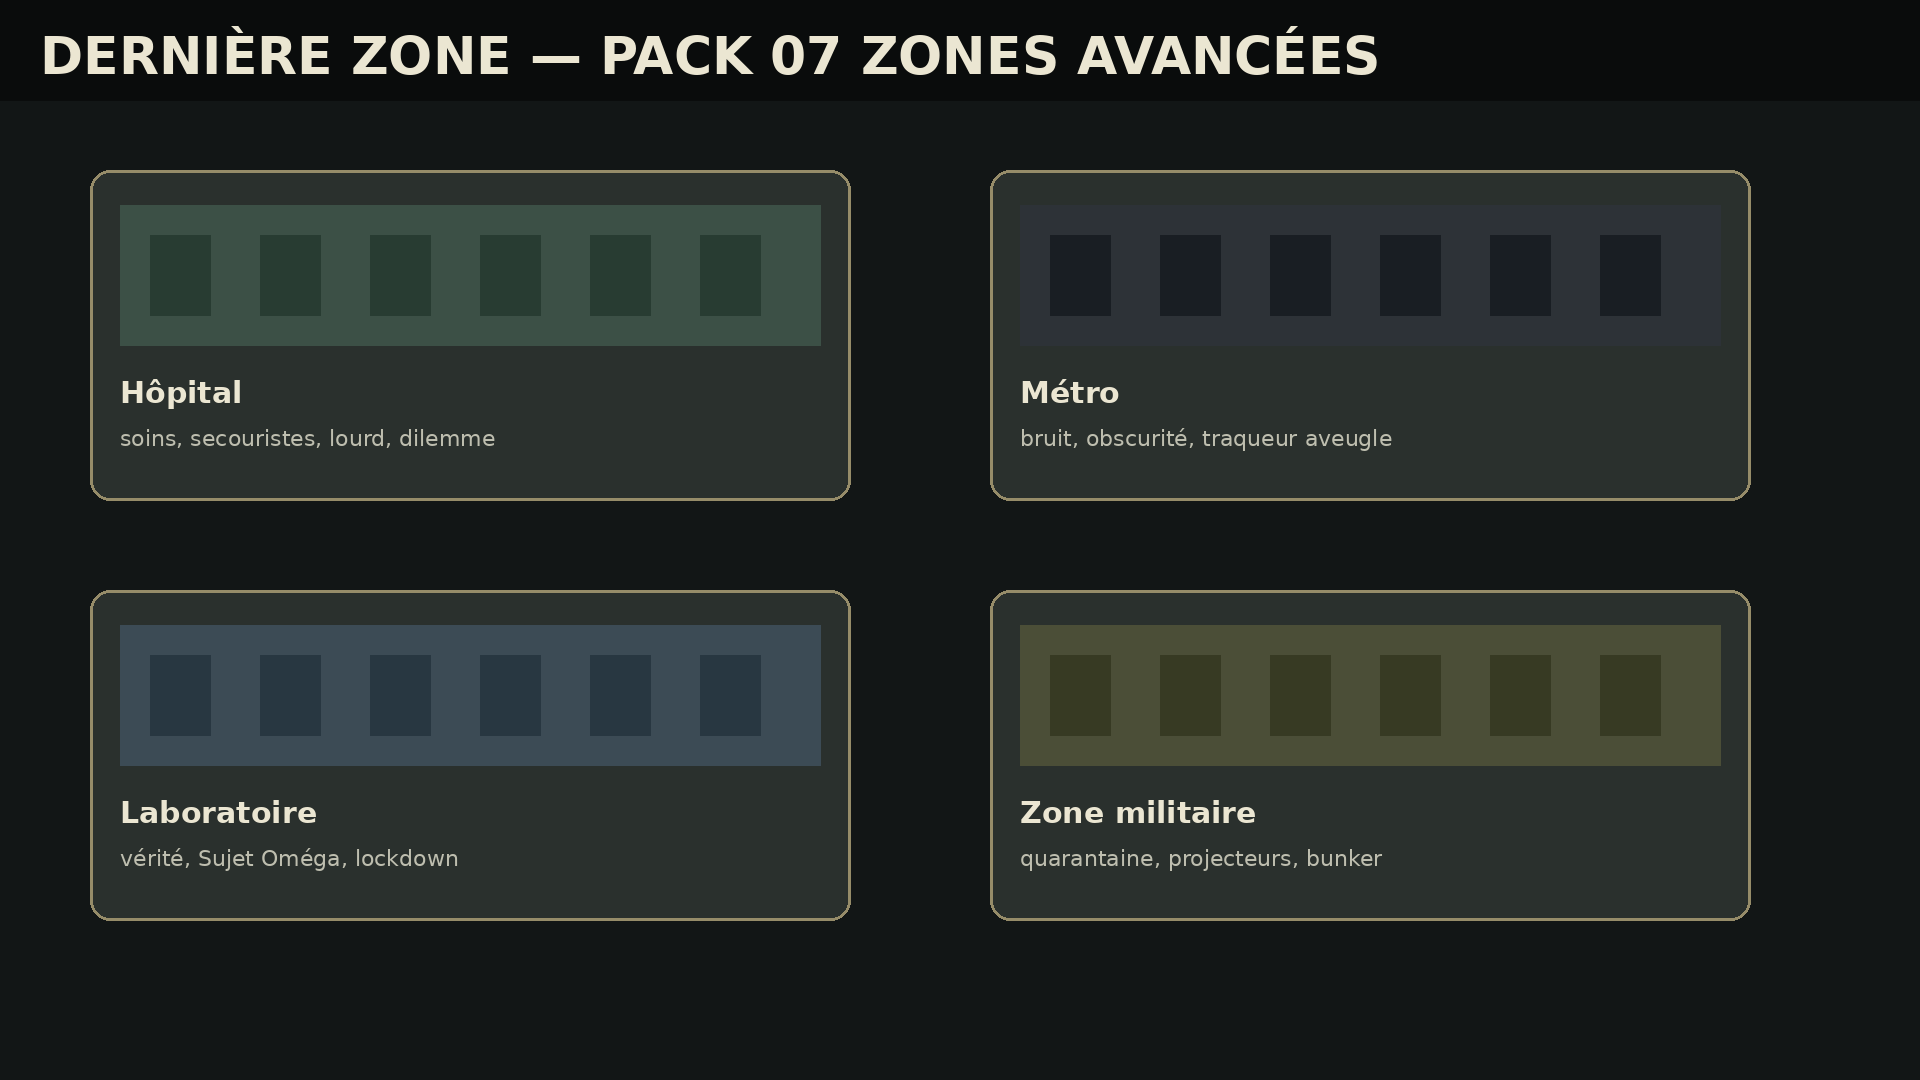 DERNIÈRE ZONE — PACK 07 ZONES AVANCÉES
Hôpital
soins, secouristes, lourd, dilemme
Métro
bruit, obscurité, traqueur aveugle
Laboratoire
vérité, Sujet Oméga, lockdown
Zone militaire
quarantaine, projecteurs, bunker